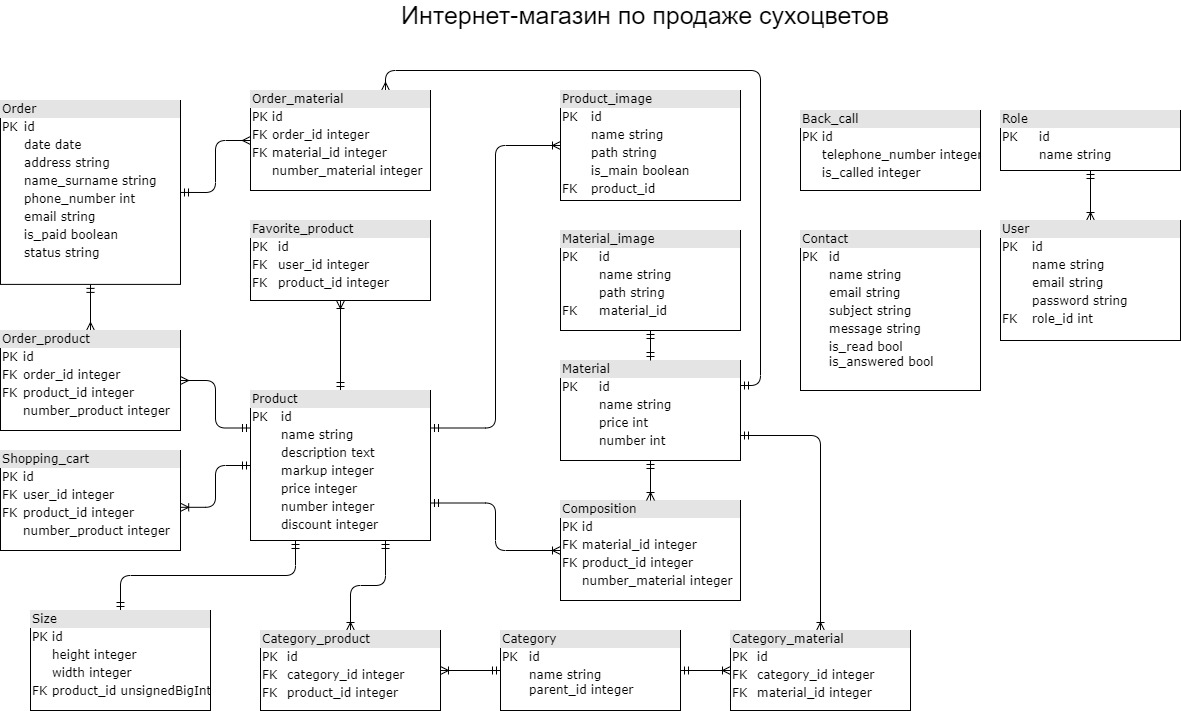 Интернет-магазин по продаже сухоцветов
Order
PK id
date date
address string
name_surname string
phone_number int
email string
is_paid boolean
status string
Order_material
PK id
FK order_id integer
FK material_id integer
number_material integer
Product_image
PK id
name string
path string
is_main boolean
FK product_id
Back_call
PK id
telephone_number integer
is_called integer
Role
PK id
name string
Favorite_product
PK id
FK user_id integer
FK product_id integer
Material_image
PK id
name string
path string
FK material_id
Contact
PK id
name string
email string
subject string
message string
is_read bool
is_answered bool
User
PK id
name string
email string
password string
FK role_id int
Order_product
PK id
FK order_id integer
FK product_id integer
number_product integer
Product
PK id
name string
description text
markup integer
price integer
number integer
discount integer
Material
PK id
name string
price int
number int
Shopping_cart
PK id
FK user_id integer
FK product_id integer
number_product integer
Composition
PK id
FK material_id integer
FK product_id integer
number_material integer
Size
PK id
height integer
width integer
FK product_id unsignedBigInt
Category_product
PK id
FK category_id integer
FK product_id integer
Category
PK id
name string
parent_id integer
Category_material
PK id
FK category_id integer
FK material_id integer